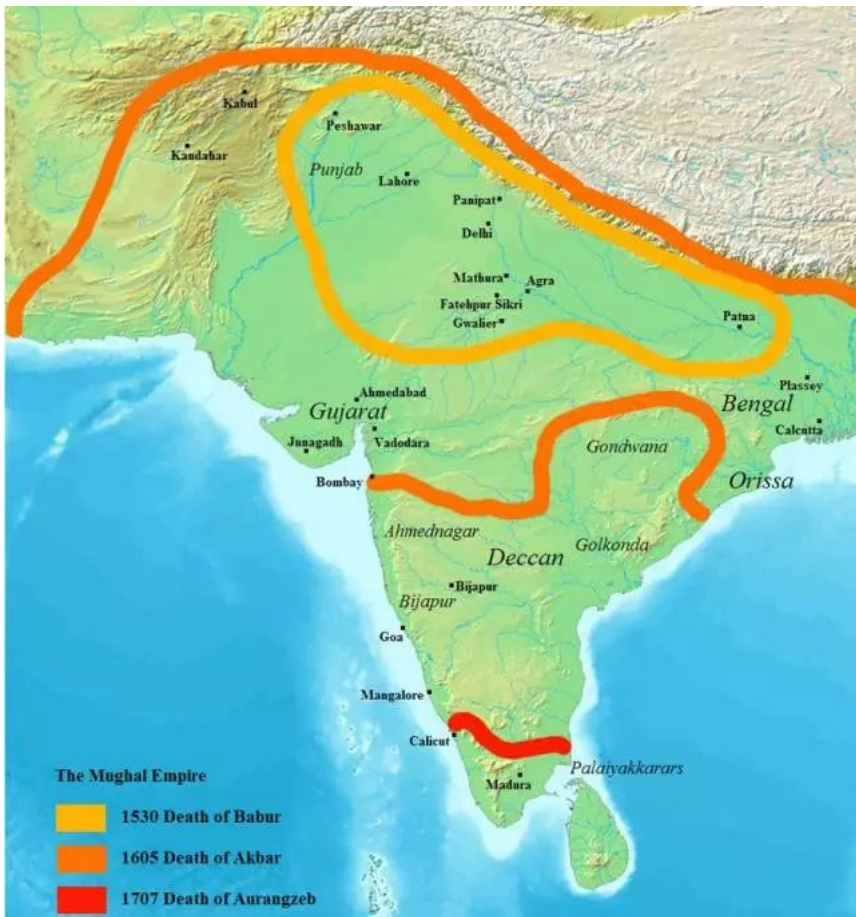 Kabul
Peshawar
Kandahar
Punjab
Lahore
Panipat
Delhi
Mathura
Agra
Fatehpur Sikri
Gwalier
Patna
Plassey
Ahmedabad
Bengal
Gujarat
Calcutta
Vadodara
Junagadh
Gondwana
Bombay
Orissa
Ahmednagar
Golkonda
Deccan
Bijapur
Bijapur
Goa
Mangalore
Calicut
Palaiyakkarars
Madura
The Mughal Empire
1530 Death of Babur
1605 Death of Akbar
1707 Death of Aurangzeb